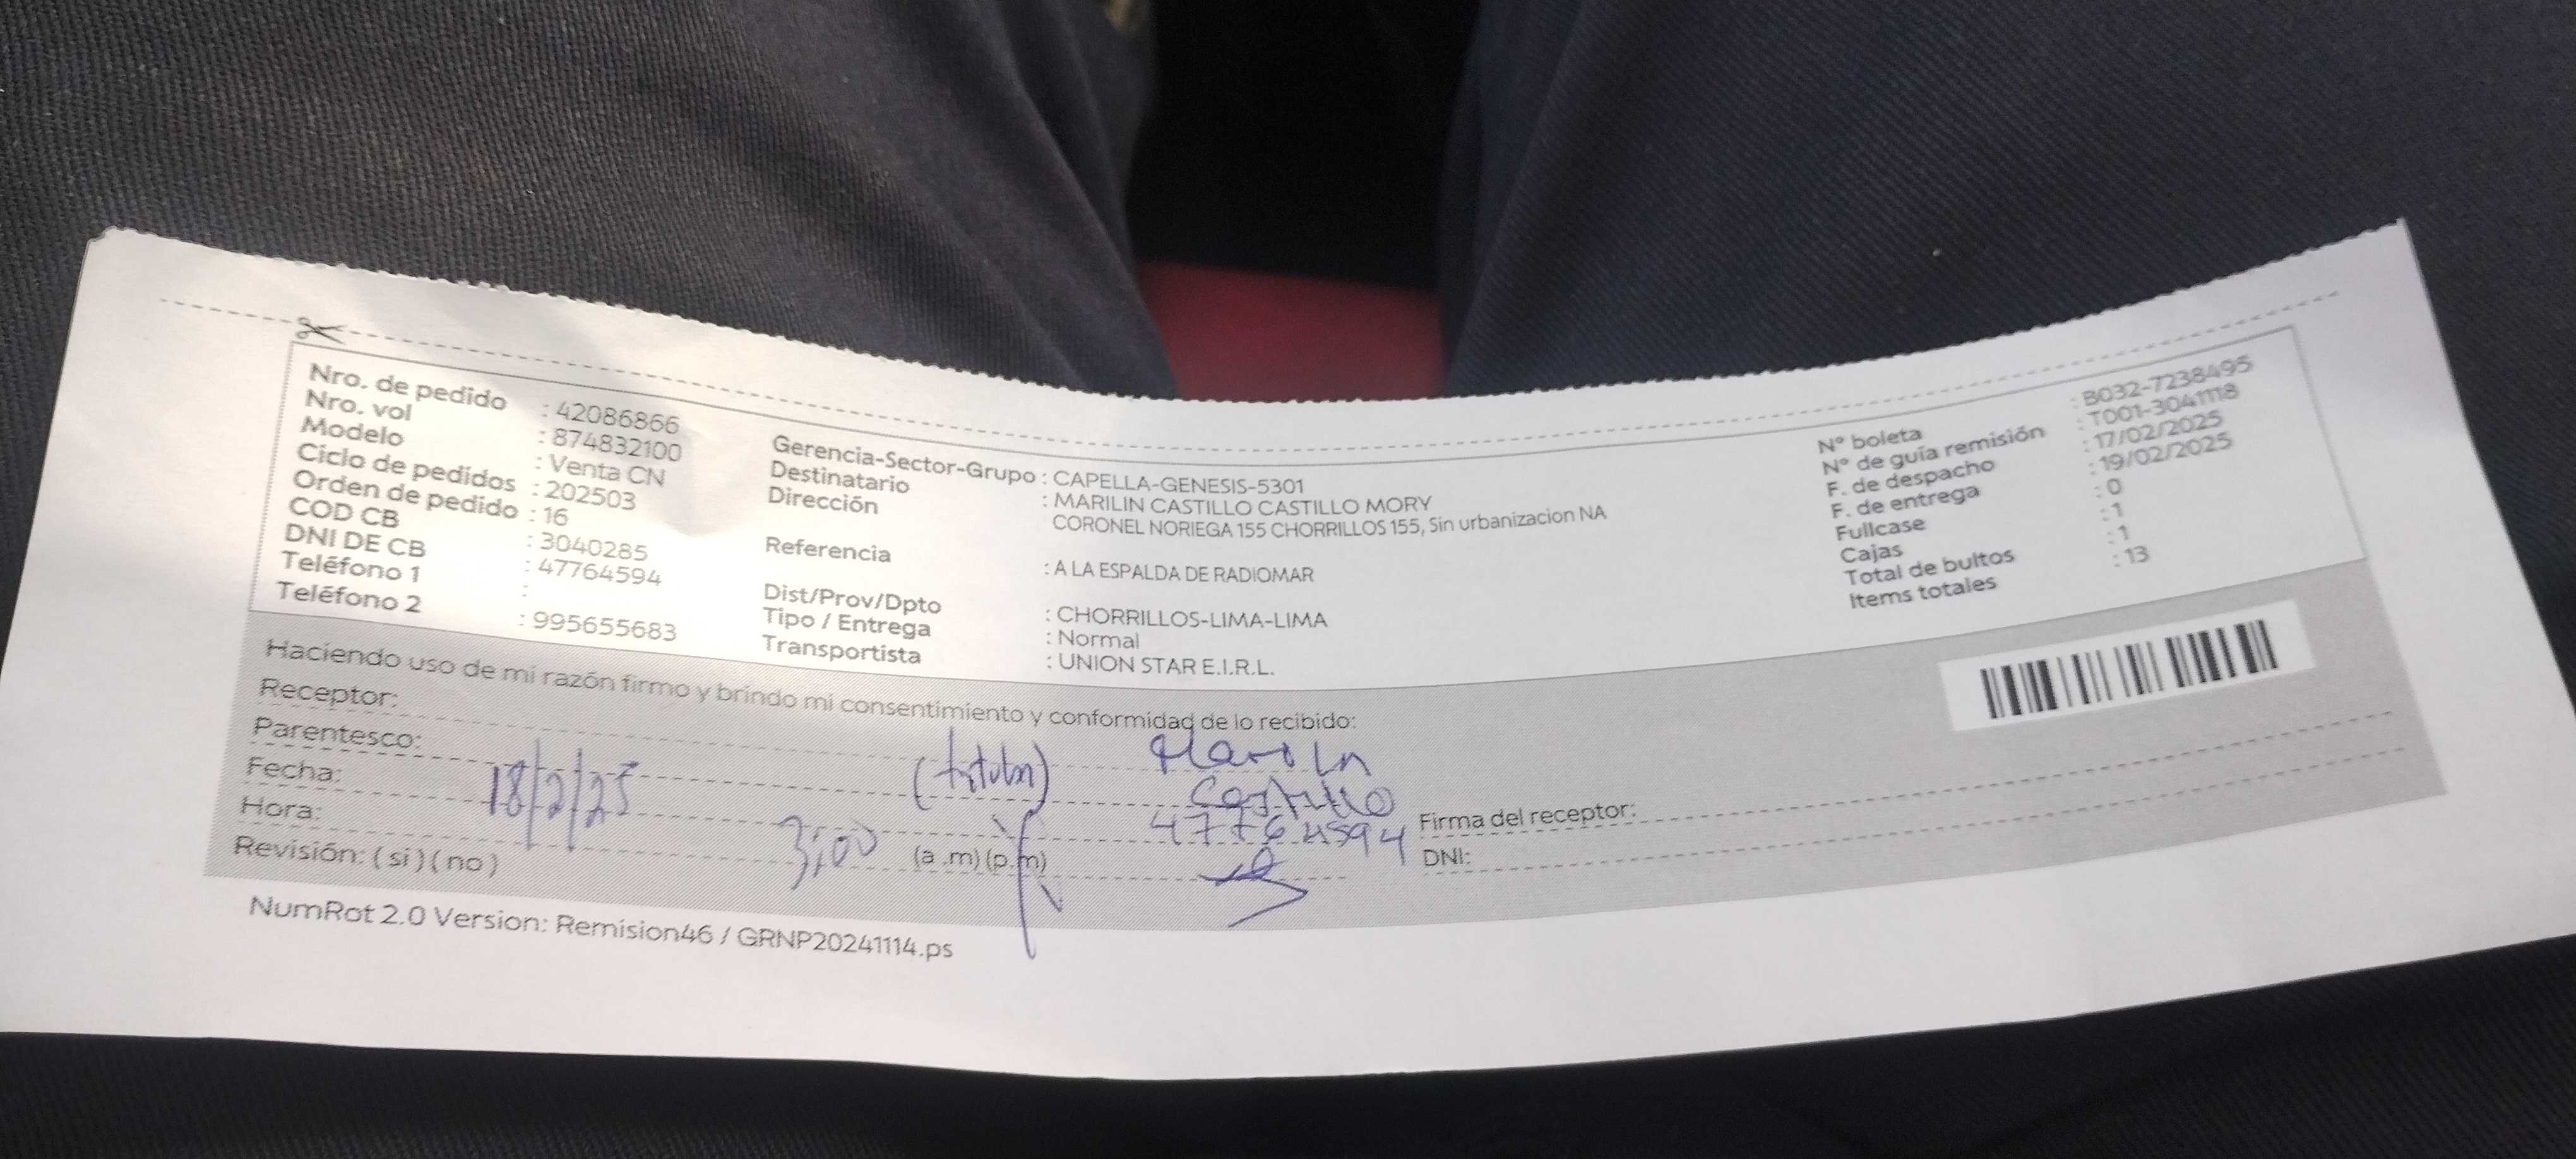 Nro. de pedido : 42086866
Nro. vol : 874832100
Modelo : Venta CN
Ciclo de pedidos : 202503
Orden de pedido : 16
COD CB : 3040285
DNI DE CB : 47764594
Teléfono 1 :
Teléfono 2 : 995655683
Gerencia-Sector-Grupo : CAPELLA-GENESIS-5301
Destinatario : MARILIN CASTILLO CASTILLO MORY
Dirección : CORONEL NORIEGA 155 CHORRILLOS 155, Sin urbanizacion NA
Referencia : A LA ESPALDA DE RADIOMAR
Dist/Prov/Dpto : CHORRILLOS-LIMA-LIMA
Tipo / Entrega : Normal
Transportista : UNION STAR E.I.R.L.
N° boleta : B032-7238495
N° de guía remisión : T001-3041118
F. de despacho : 17/02/2025
F. de entrega : 19/02/2025
Fullcase : 0
Cajas : 1
Total de bultos : 1
Items totales : 13
Haciendo uso de mi razón firmo y brindo mi consentimiento y conformidad de lo recibido:
Receptor:
Parentesco: (titular)
Fecha: 18/2/25
Hora: 3:00 (a .m) (p.m)
Revisión: ( si ) ( no )
Castillo
47764594
Firma del receptor:
DNI:
NumRot 2.0 Version: Remision46 / GRNP20241114.ps